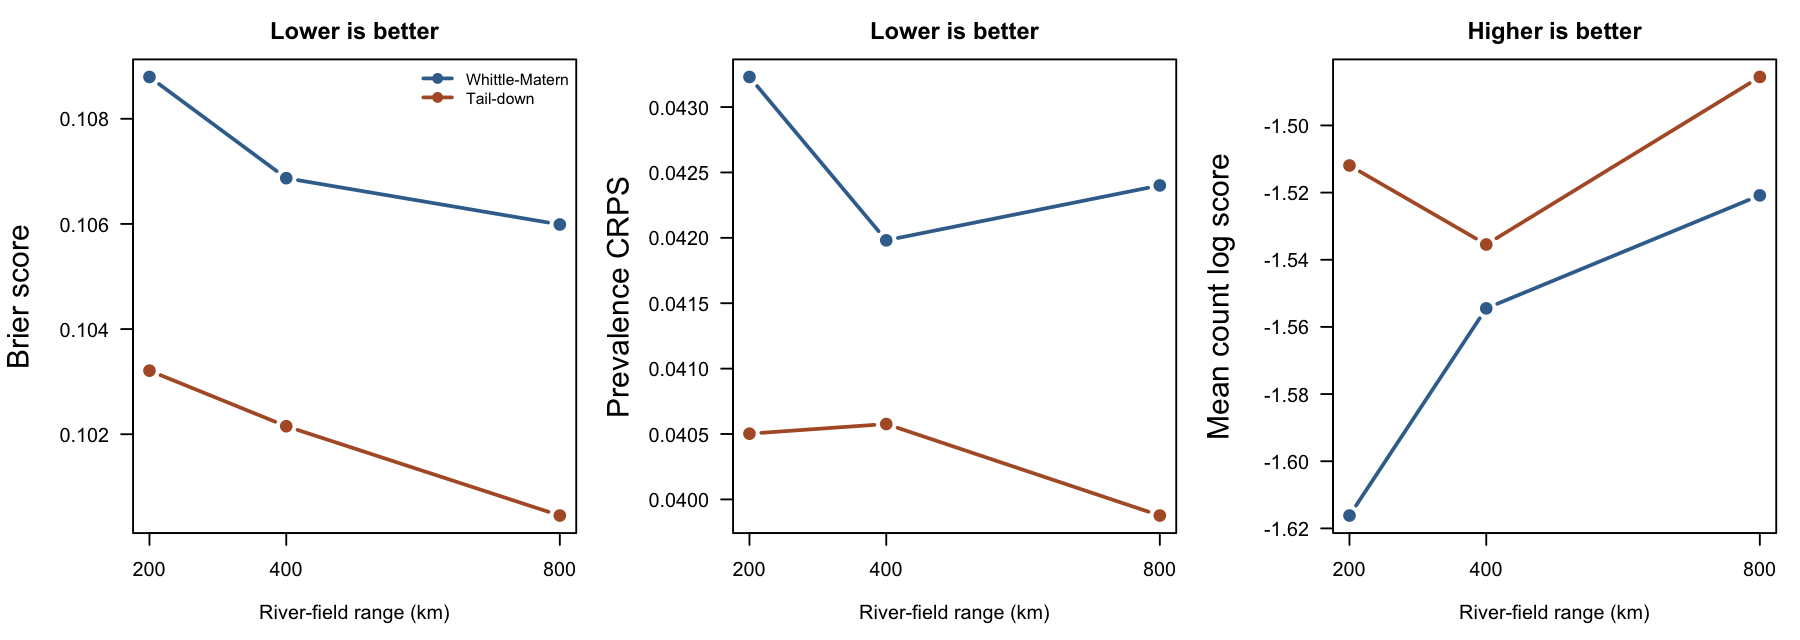 Lower is better
Brier score
0.108
0.106
0.104
0.102
Whittle-Matern
Tail-down
200
400
800
River-field range (km)
Lower is better
Prevalence CRPS
0.0430
0.0425
0.0420
0.0415
0.0410
0.0405
0.0400
200
400
800
River-field range (km)
Higher is better
Mean count log score
-1.50
-1.52
-1.54
-1.56
-1.58
-1.60
-1.62
200
400
800
River-field range (km)